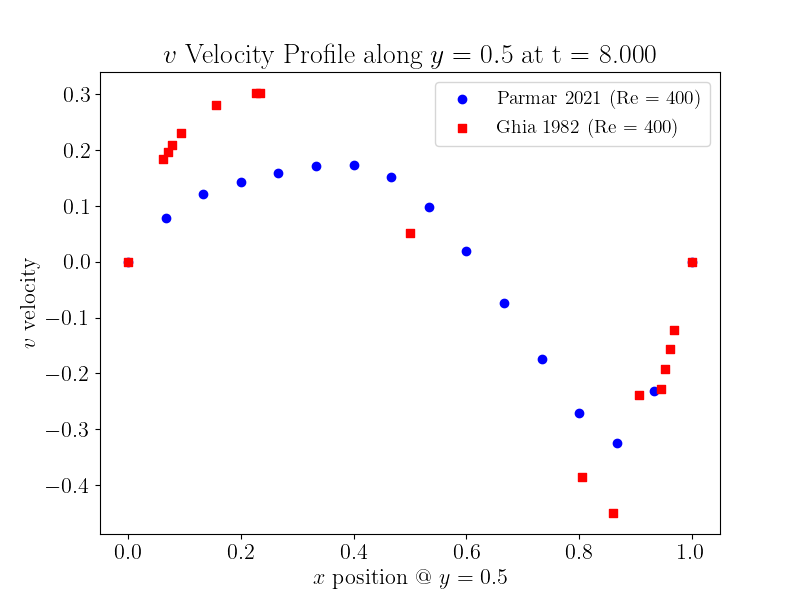 v Velocity Profile along y = 0.5 at t = 8.000
Parmar 2021 (Re = 400)
Ghia 1982 (Re = 400)
0.3
0.2
0.1
0.0
−0.1
−0.2
−0.3
−0.4
v velocity
0.0 0.2 0.4 0.6 0.8 1.0
x position @ y = 0.5